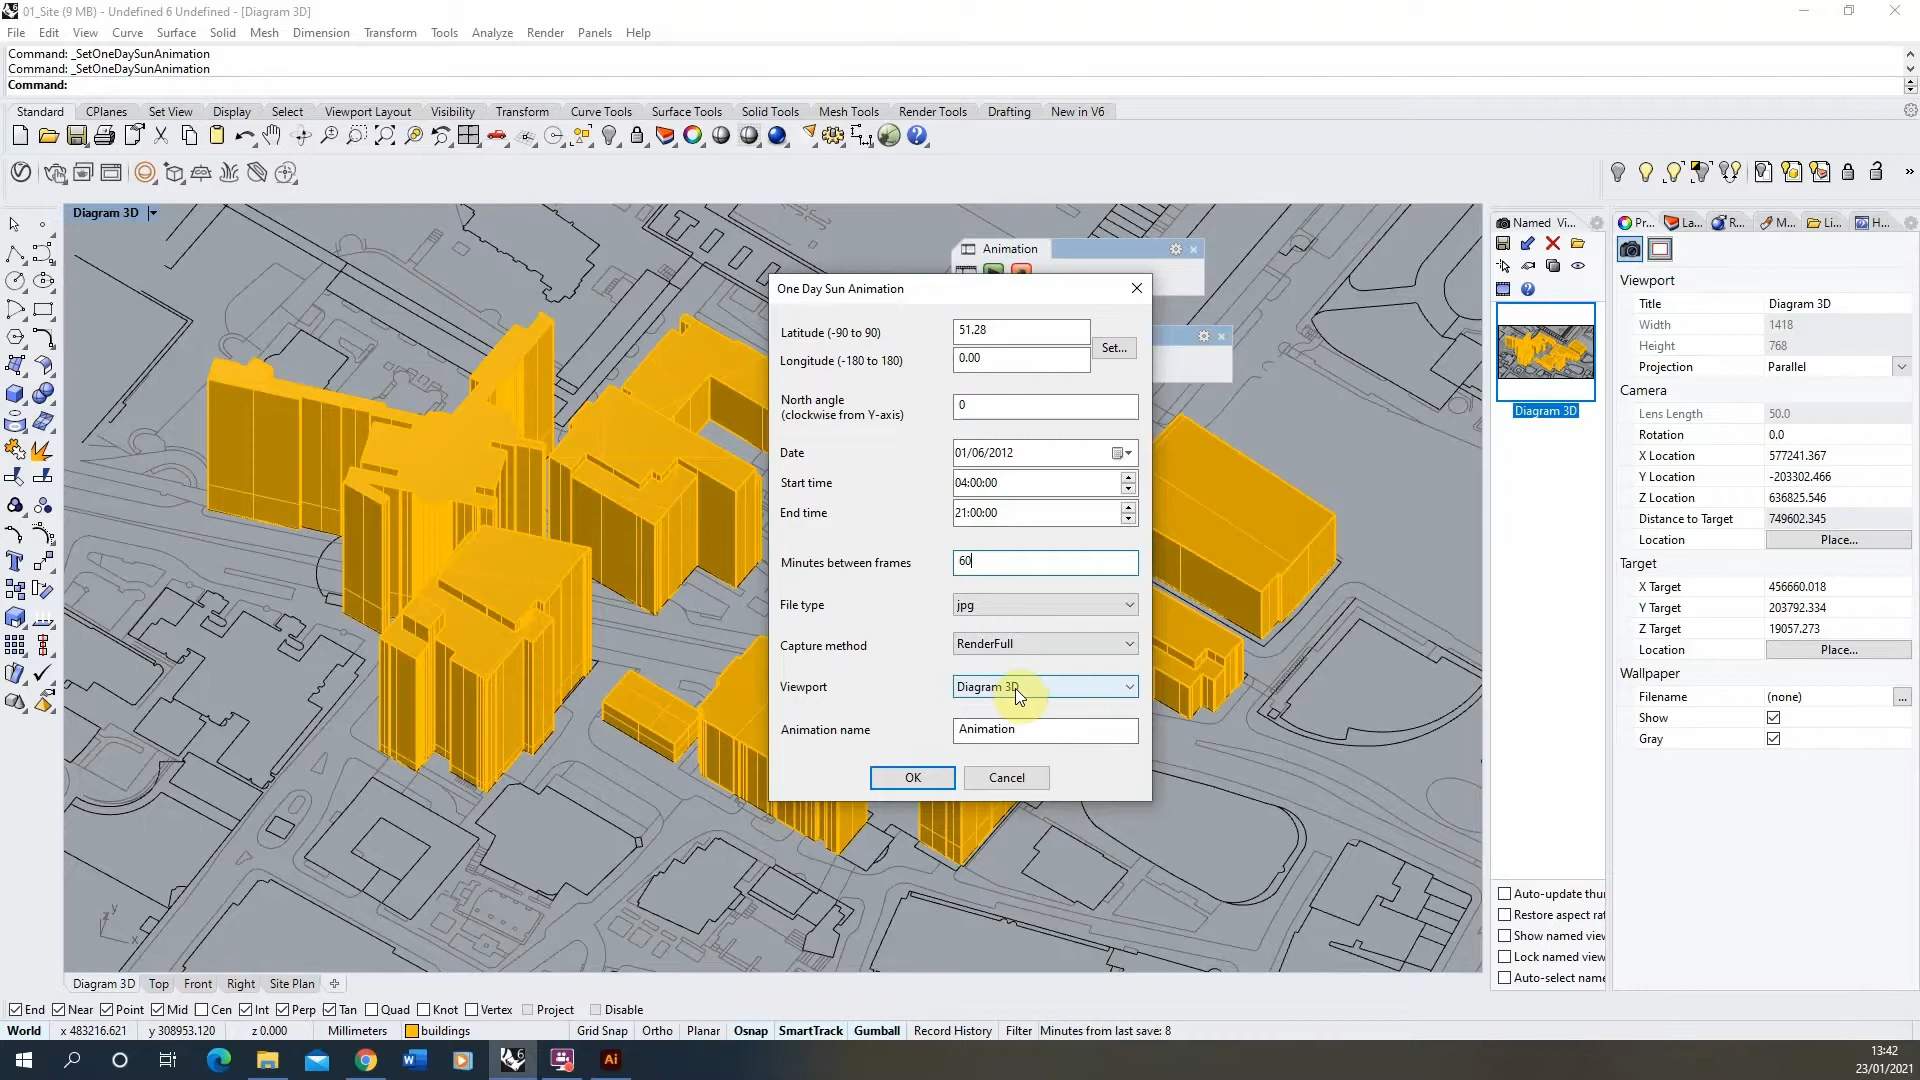 01_Site (9 MB) - Undefined 6 Undefined - [Diagram 3D]
File Edit View Curve Surface Solid Mesh Dimension Transform Tools Analyze Render Panels Help
Command: _SetOneDaySunAnimation
Command: _SetOneDaySunAnimation
Command:
Standard CPlanes Set View Display Select Viewport Layout Visibility Transform Curve Tools Surface Tools Solid Tools Mesh Tools Render Tools Drafting New in V6
Diagram 3D
Animation
One Day Sun Animation
Latitude (-90 to 90) 51.28
Longitude (-180 to 180) 0.00
Set...
North angle
(clockwise from Y-axis) 0
Date 01/06/2012
Start time 04:00:00
End time 21:00:00
Minutes between frames 60
File type jpg
Capture method RenderFull
Viewport Diagram 3D
Animation name Animation
OK Cancel
Named Vi...
Diagram 3D
Auto-update thu
Restore aspect rat
Show named view
Lock named view
Auto-select name
Pr... La... R... M... Li... H...
Viewport
Title Diagram 3D
Width 1418
Height 768
Projection Parallel
Camera
Lens Length 50.0
Rotation 0.0
X Location 577241.367
Y Location -203302.466
Z Location 636825.546
Distance to Target 749602.345
Location Place...
Target
X Target 456660.018
Y Target 203792.334
Z Target 19057.273
Location Place...
Wallpaper
Filename (none) ...
Show
Gray
y
z
x
Diagram 3D Top Front Right Site Plan
End Near Point Mid Cen Int Perp Tan Quad Knot Vertex Project Disable
World x 483216.621 y 308953.120 z 0.000 Millimeters buildings Grid Snap Ortho Planar Osnap SmartTrack Gumball Record History Filter Minutes from last save: 8
13:42
23/01/2021